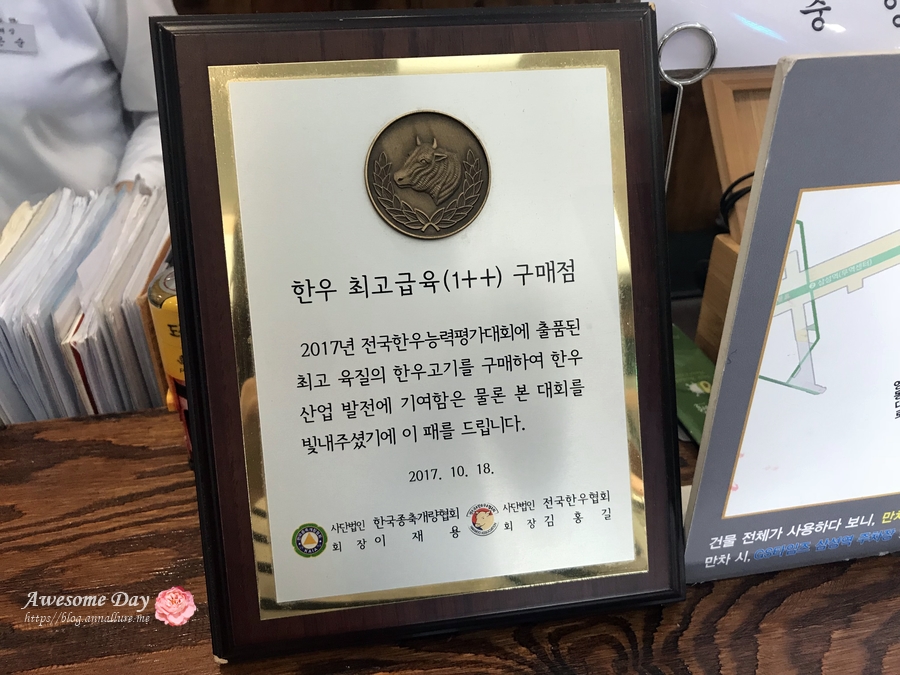 한우 최고급육(1++) 구매점
2017년 전국한우능력평가대회에 출품된
최고 육질의 한우고기를 구매하여 한우
산업 발전에 기여함은 물론 본 대회를
빛내주셨기에 이 패를 드립니다.
2017. 10. 18.
사단법인 한국종축개량협회
회 장 이 재 용
사단법인 전국한우협회
회 장 김 홍 길
건물 전체가 사용하다 보니, 만차
만차 시,
Awesome Day
https://blog.annallure.me